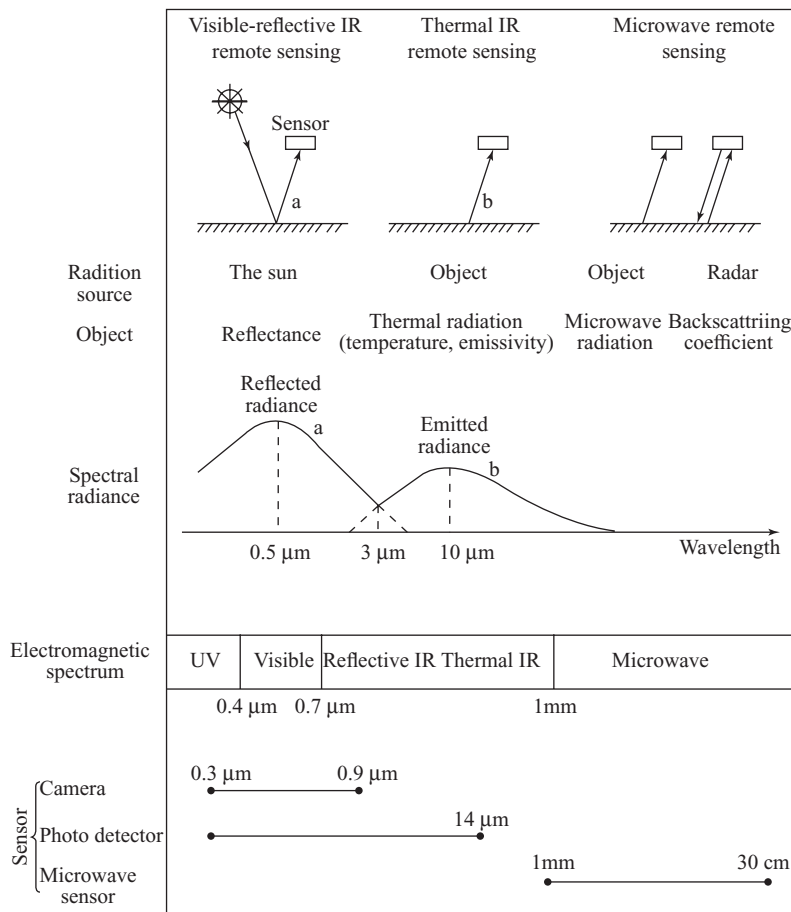 Visible-reflective IR
remote sensing
Thermal IR
remote sensing
Microwave remote
sensing
Sensor
a
b
Radition
source
The sun
Object
Object
Radar
Object
Reflectance
Thermal radiation
(temperature, emissivity)
Microwave
radiation
Backscattriing
coefficient
Reflected
radiance
a
Emitted
radiance
b
Spectral
radiance
0.5 μm
3 μm
10 μm
Wavelength
Electromagnetic
spectrum
UV
Visible
Reflective IR Thermal IR
Microwave
0.4 μm
0.7 μm
1mm
Sensor
Camera
0.3 μm
0.9 μm
Photo detector
14 μm
Microwave
sensor
1mm
30 cm